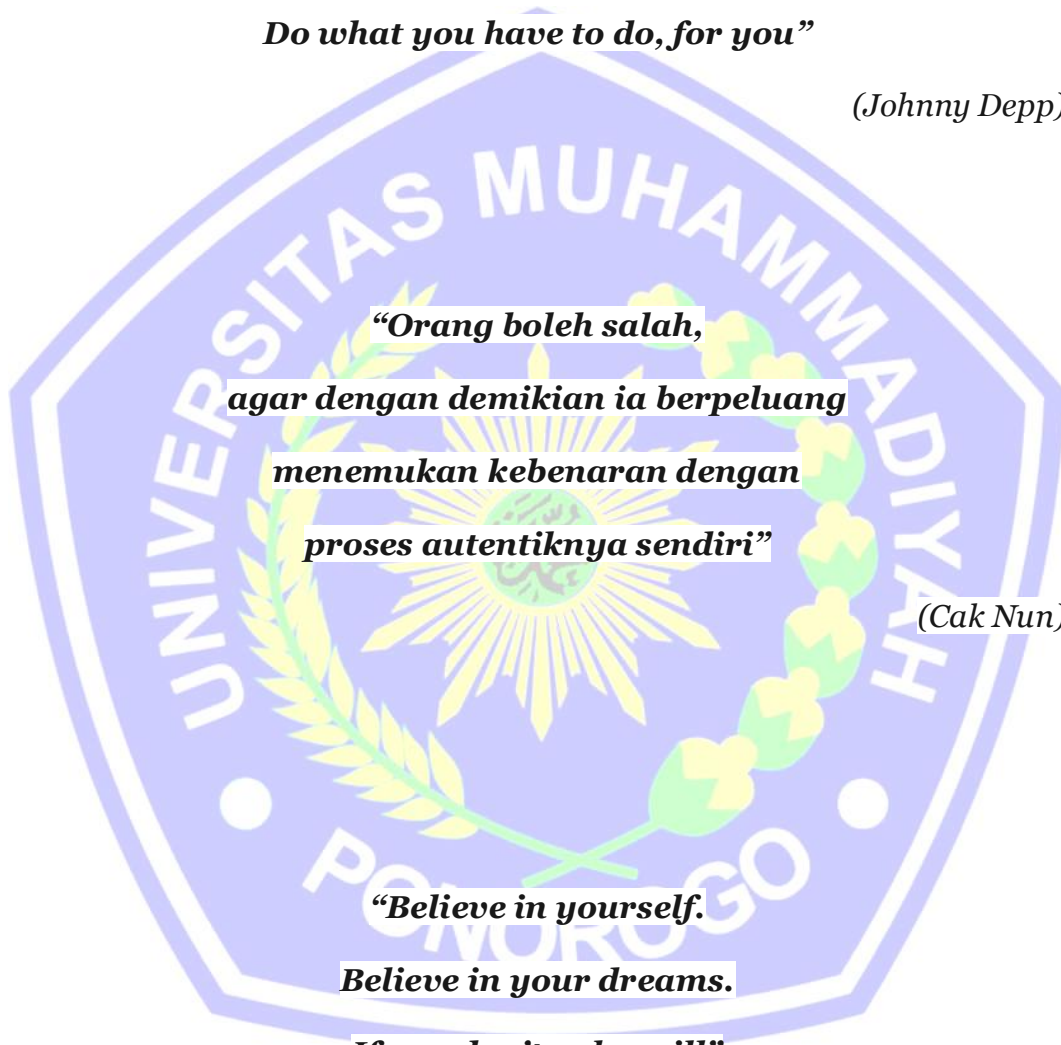 Do what you have to do, for you”
(Johnny Depp)
UNIVERSITAS MUHAMMADIYAH
“Orang boleh salah,
agar dengan demikian ia berpeluang
menemukan kebenaran dengan
proses autentiknya sendiri”
(Cak Nun)
PONOROGO
“Believe in yourself.
Believe in your dreams.